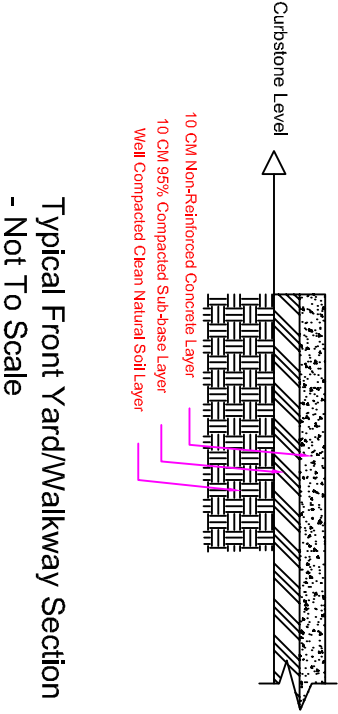 Curbstone Level
10 CM Non-Reinforced Concrete Layer
10 CM 95% Compacted Sub-base Layer
Well Compacted Clean Natural Soil Layer
Typical Front Yard/Walkway Section
- Not To Scale